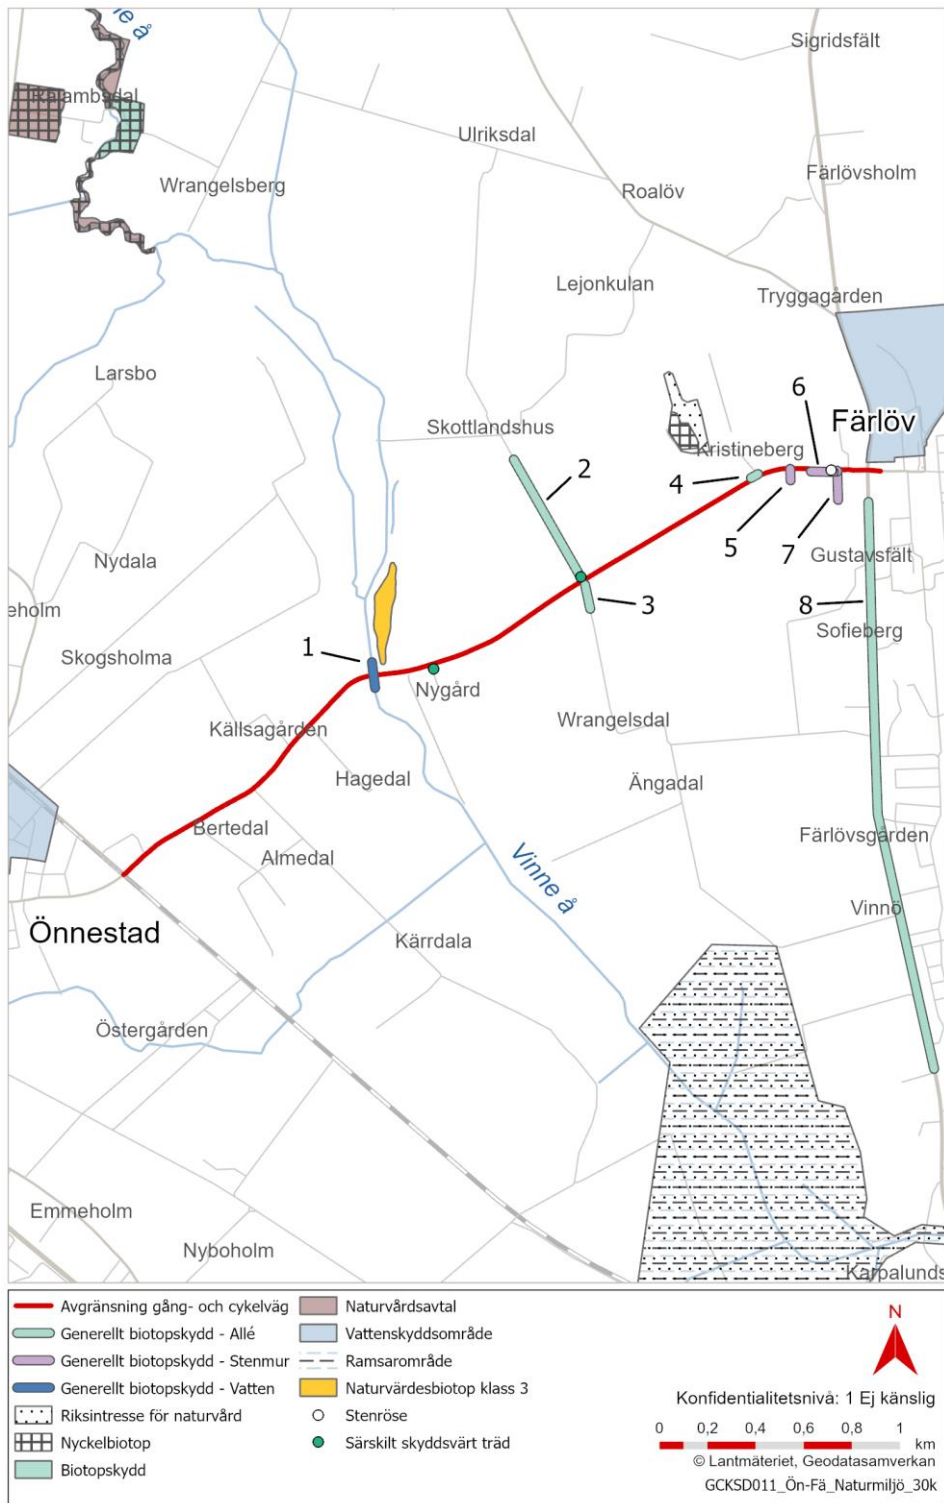 ne å
Sigridsfält
Ulriksdal
Wrangelsberg
Färlövsholm
Roalöv
Lejonkulan
Tryggagården
Larsbo
6
Färlöv
Skottlandshus
Kristineberg
2
4
5
7
Nydala
Gustavsfält
eholm
3
8
Sofieberg
1
Skogsholma
Nygård
Källsagården
Wrangelsdal
Hagedal
Ängadal
Bertedal
Färlövsgården
Almedal
Vinne å
Vinnö
Önnestad
Kärrdala
Östergården
Emmeholm
Nyboholm
Karpalunds
Avgränsning gång- och cykelväg
Generellt biotopskydd - Allé
Generellt biotopskydd - Stenmur
Generellt biotopskydd - Vatten
Riksintresse för naturvård
Nyckelbiotop
Biotopskydd
Naturvårdsavtal
Vattenskyddsområde
Ramsarområde
Naturvärdesbiotop klass 3
Stenröse
Särskilt skyddsvärt träd
N
Konfidentialitetsnivå: 1 Ej känslig
0 0,2 0,4 0,6 0,8 1
km
© Lantmäteriet, Geodatasamverkan
GCKSD011_Ön-Fä_Naturmiljö_30k